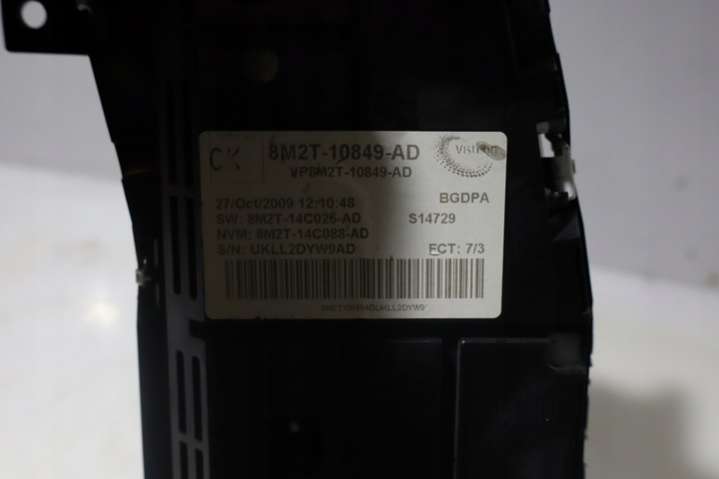 CK 8M2T-10849-AD Visteon
VP8M2T-10849-AD
27/Oct/2009 12:10:48 BGDPA
SW: 8M2T-14C026-AD S14729
NVM: 8M2T-14C088-AD
S/N: UKLL2DYW9AD FCT: 7/3